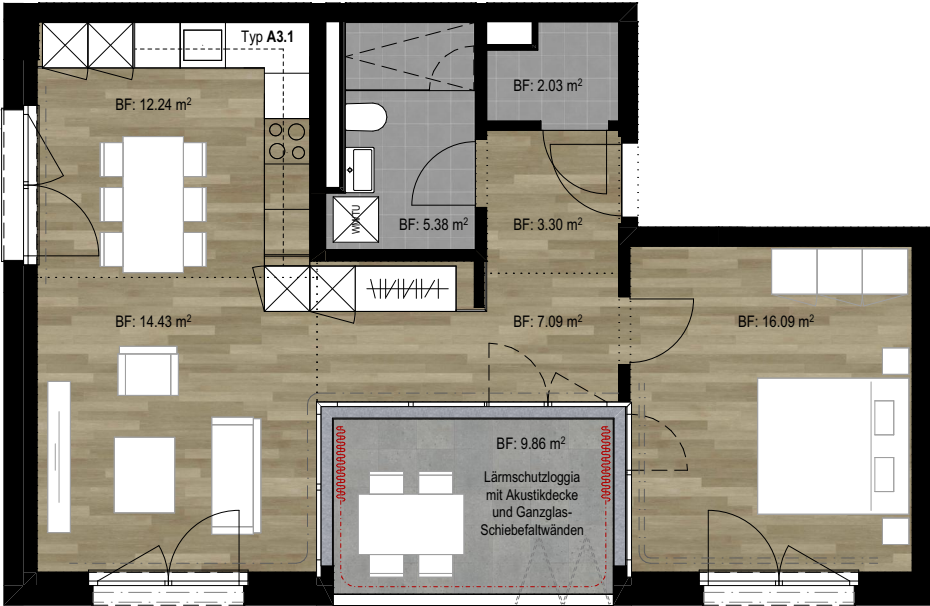 Typ A3.1
BF: 12.24 m²
BF: 2.03 m²
BF: 5.38 m²
BF: 3.30 m²
BF: 14.43 m²
BF: 7.09 m²
BF: 16.09 m²
BF: 9.86 m²
Lärmschutzloggia
mit Akustikdecke
und Ganzglas-
Schiebefaltwänden